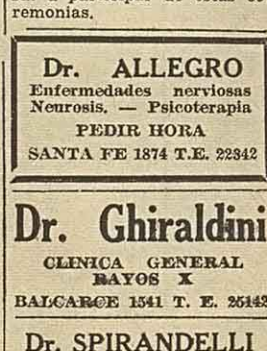 remonias.
Dr. ALLEGRO
Enfermedades nerviosas
Neurosis. — Psicoterapia
PEDIR HORA
SANTA FE 1874 T.E. 22342
Dr. Ghiraldini
CLINICA GENERAL
RAYOS X
BALCARCE 1541 T. E. 26142
Dr. SPIRANDELLI